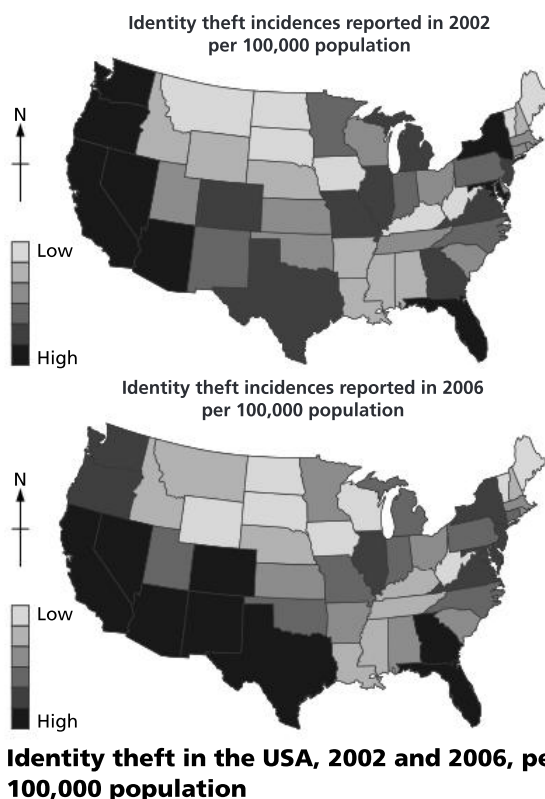 Identity theft incidences reported in 2002
per 100,000 population
N
Low
High
Identity theft incidences reported in 2006
per 100,000 population
N
Low
High
Identity theft in the USA, 2002 and 2006, pe
100,000 population